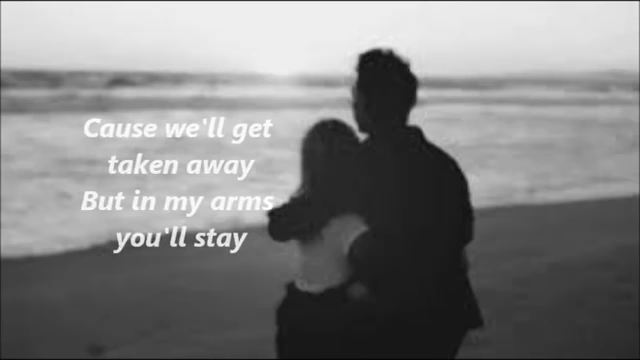 Cause we'll get
taken away
But in my arms
you'll stay